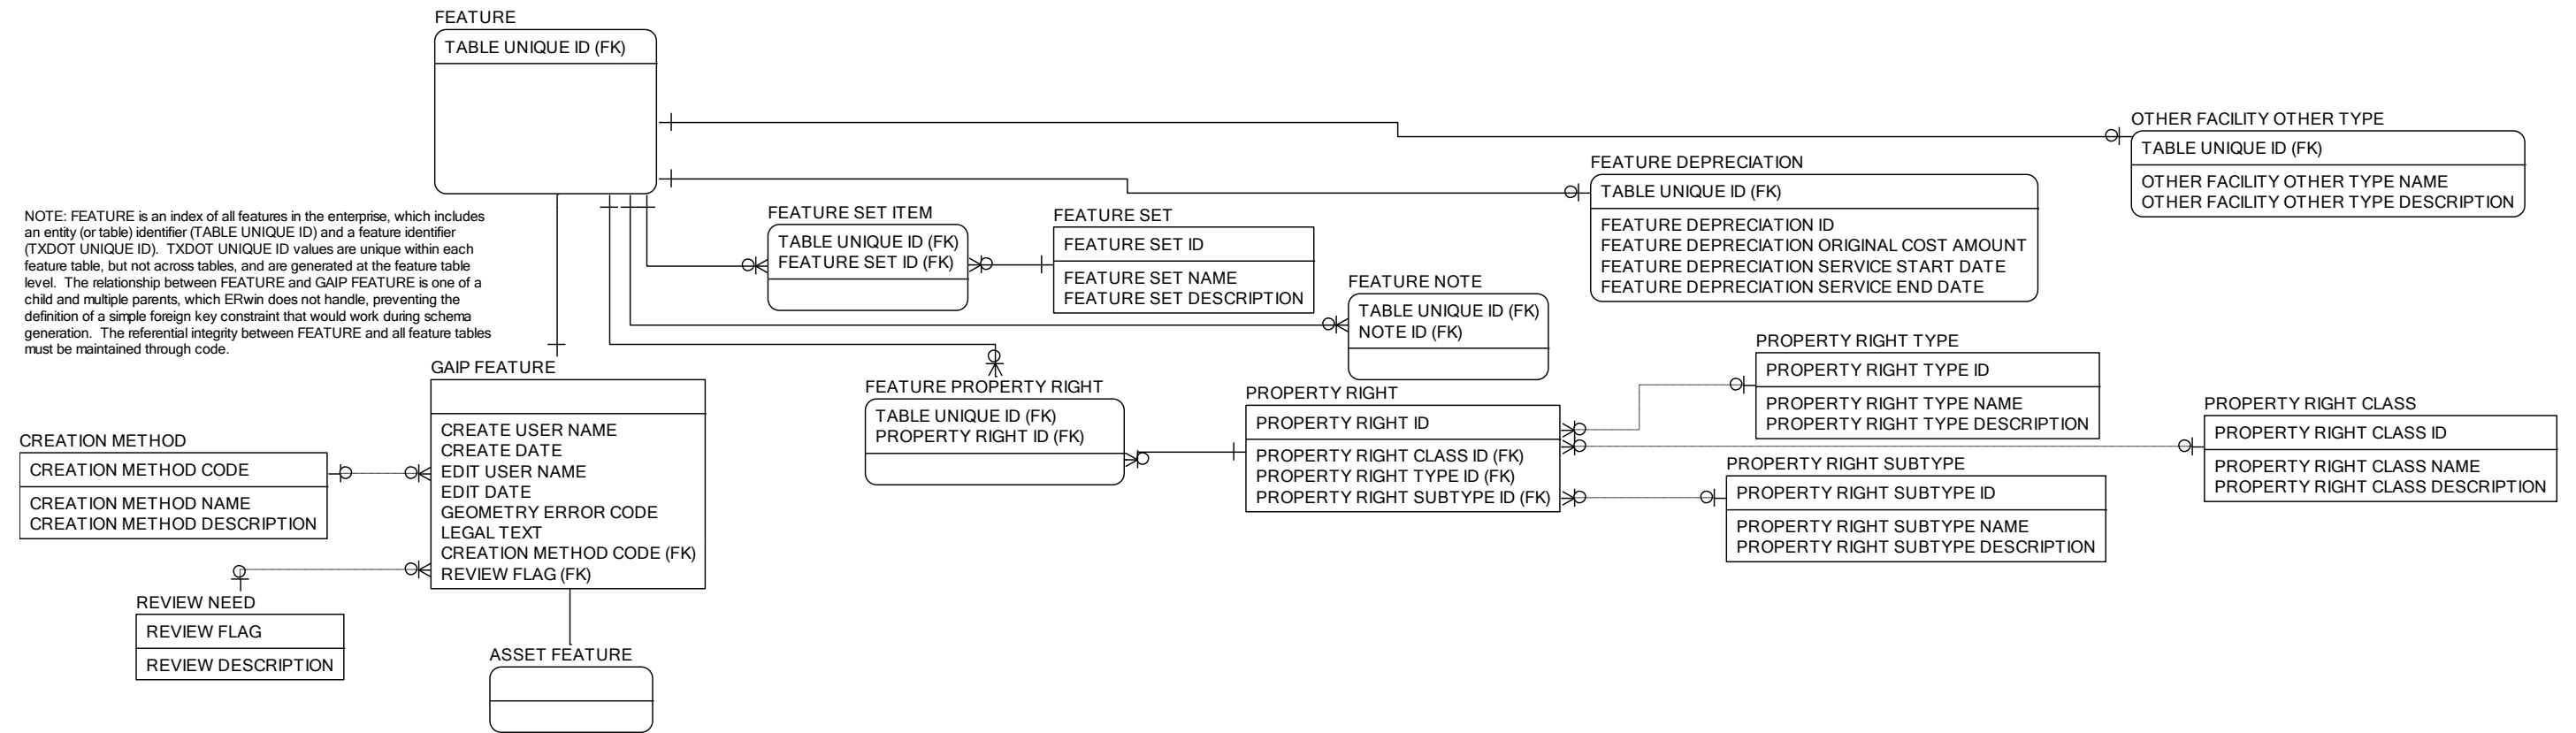 FEATURE
TABLE UNIQUE ID (FK)
OTHER FACILITY OTHER TYPE
TABLE UNIQUE ID (FK)
OTHER FACILITY OTHER TYPE NAME
OTHER FACILITY OTHER TYPE DESCRIPTION
FEATURE DEPRECIATION
TABLE UNIQUE ID (FK)
FEATURE DEPRECIATION ID
FEATURE DEPRECIATION ORIGINAL COST AMOUNT
FEATURE DEPRECIATION SERVICE START DATE
FEATURE DEPRECIATION SERVICE END DATE
NOTE: FEATURE is an index of all features in the enterprise, which includes
an entity (or table) identifier (TABLE UNIQUE ID) and a feature identifier
(TXDOT UNIQUE ID). TXDOT UNIQUE ID values are unique within each
feature table, but not across tables, and are generated at the feature table
level. The relationship between FEATURE and GAIP FEATURE is one of a
child and multiple parents, which ERwin does not handle, preventing the
definition of a simple foreign key constraint that would work during schema
generation. The referential integrity between FEATURE and all feature tables
must be maintained through code.
FEATURE SET ITEM
TABLE UNIQUE ID (FK)
FEATURE SET ID (FK)
FEATURE SET
FEATURE SET ID
FEATURE SET NAME
FEATURE SET DESCRIPTION
FEATURE NOTE
TABLE UNIQUE ID (FK)
NOTE ID (FK)
GAIP FEATURE
CREATE USER NAME
CREATE DATE
EDIT USER NAME
EDIT DATE
GEOMETRY ERROR CODE
LEGAL TEXT
CREATION METHOD CODE (FK)
REVIEW FLAG (FK)
FEATURE PROPERTY RIGHT
TABLE UNIQUE ID (FK)
PROPERTY RIGHT ID (FK)
PROPERTY RIGHT
PROPERTY RIGHT ID
PROPERTY RIGHT CLASS ID (FK)
PROPERTY RIGHT TYPE ID (FK)
PROPERTY RIGHT SUBTYPE ID (FK)
PROPERTY RIGHT TYPE
PROPERTY RIGHT TYPE ID
PROPERTY RIGHT TYPE NAME
PROPERTY RIGHT TYPE DESCRIPTION
PROPERTY RIGHT CLASS
PROPERTY RIGHT CLASS ID
PROPERTY RIGHT CLASS NAME
PROPERTY RIGHT CLASS DESCRIPTION
PROPERTY RIGHT SUBTYPE
PROPERTY RIGHT SUBTYPE ID
PROPERTY RIGHT SUBTYPE NAME
PROPERTY RIGHT SUBTYPE DESCRIPTION
CREATION METHOD
CREATION METHOD CODE
CREATION METHOD NAME
CREATION METHOD DESCRIPTION
REVIEW NEED
REVIEW FLAG
REVIEW DESCRIPTION
ASSET FEATURE